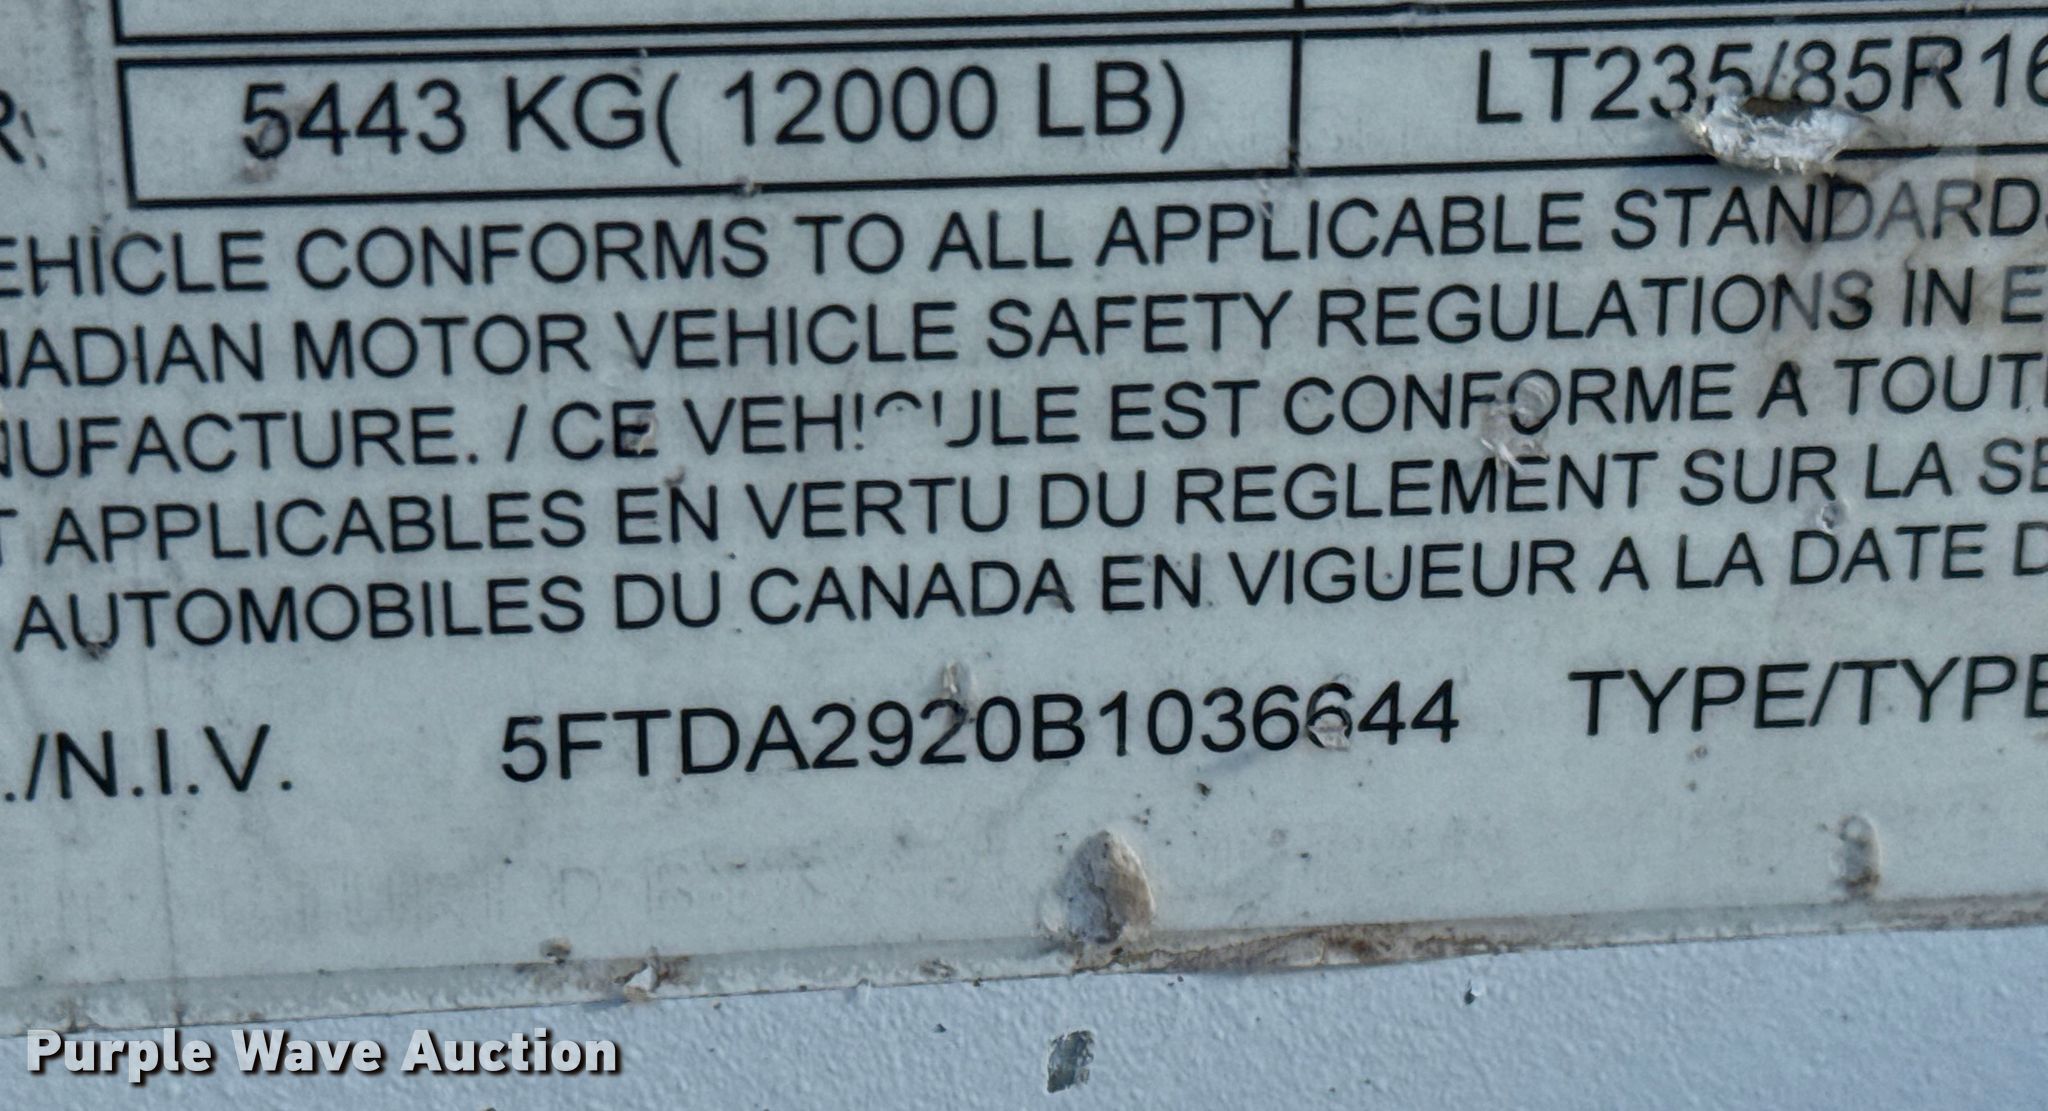 5443 KG( 12000 LB) LT235/85R16
EHICLE CONFORMS TO ALL APPLICABLE STANDARDS
NADIAN MOTOR VEHICLE SAFETY REGULATIONS IN E
NUFACTURE. / CE VEHICULE EST CONFORME A TOUTE
T APPLICABLES EN VERTU DU REGLEMENT SUR LA SE
AUTOMOBILES DU CANADA EN VIGUEUR A LA DATE D
./N.I.V. 5FTDA2920B1036644 TYPE/TYPE
Purple Wave Auction